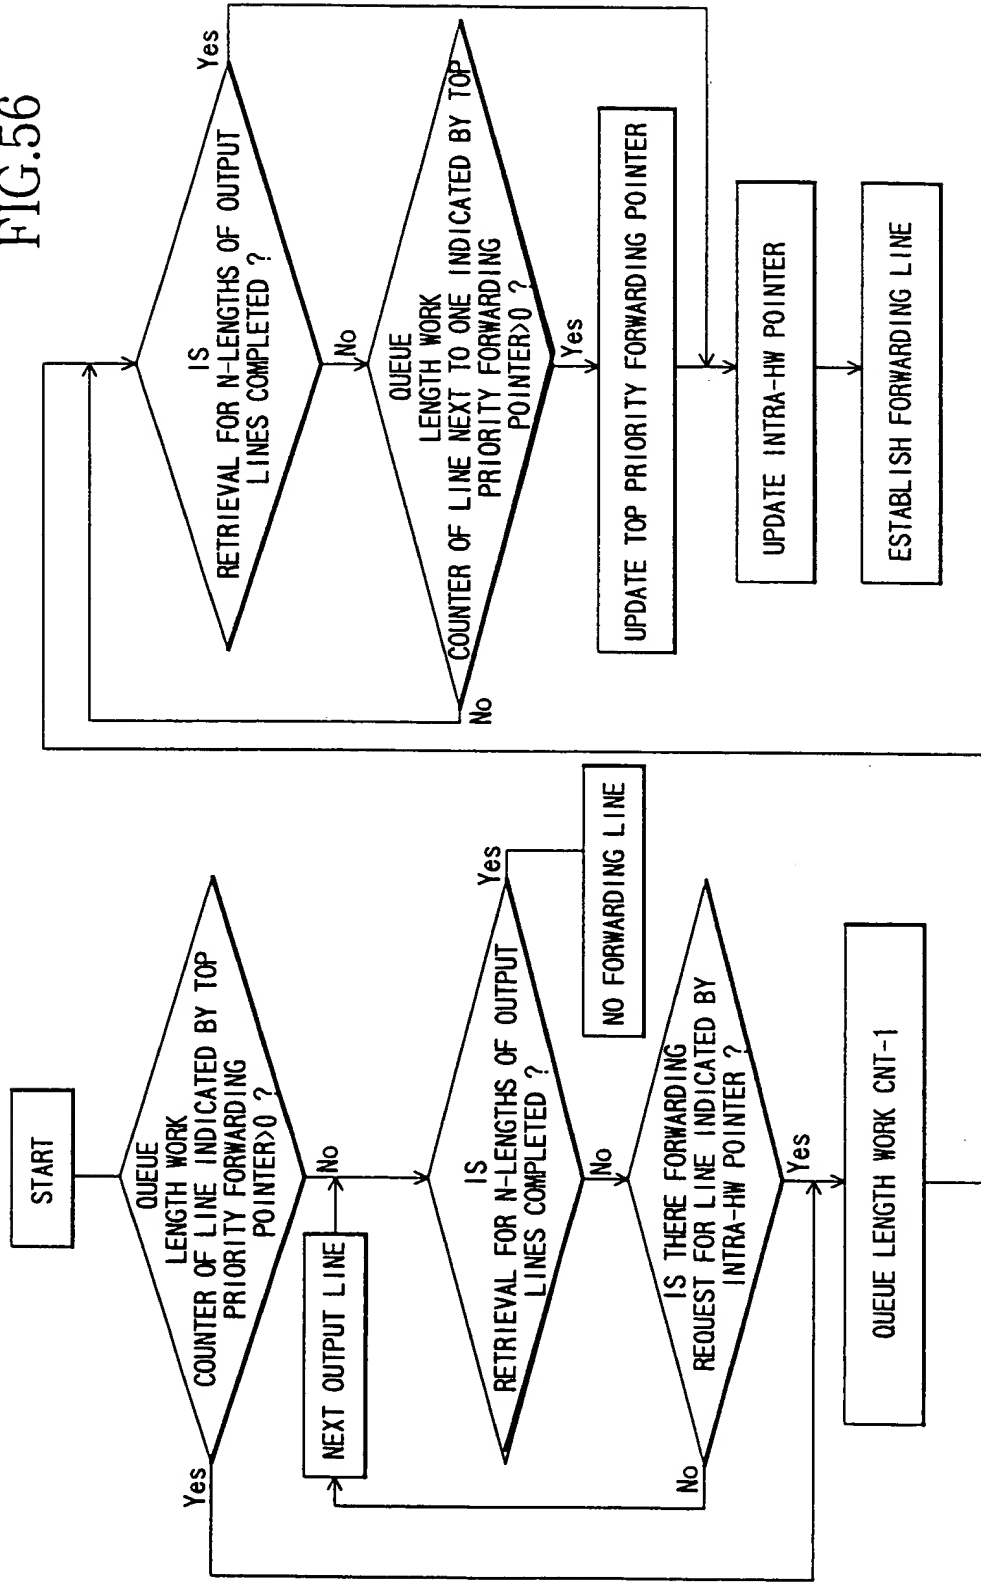 FIG.56
START
QUEUE
LENGTH WORK
COUNTER OF LINE INDICATED BY TOP
PRIORITY FORWARDING
POINTER>0 ?
Yes
No
NEXT OUTPUT LINE
IS
RETRIEVAL FOR N-LENGTHS OF OUTPUT
LINES COMPLETED ?
Yes
No
NO FORWARDING LINE
IS THERE FORWARDING
REQUEST FOR LINE INDICATED BY
INTRA-HW POINTER ?
No
Yes
QUEUE LENGTH WORK CNT-1
IS
RETRIEVAL FOR N-LENGTHS OF OUTPUT
LINES COMPLETED ?
Yes
No
QUEUE
LENGTH WORK
COUNTER OF LINE NEXT TO ONE INDICATED BY TOP
PRIORITY FORWARDING
POINTER>0 ?
No
Yes
UPDATE TOP PRIORITY FORWARDING POINTER
UPDATE INTRA-HW POINTER
ESTABLISH FORWARDING LINE